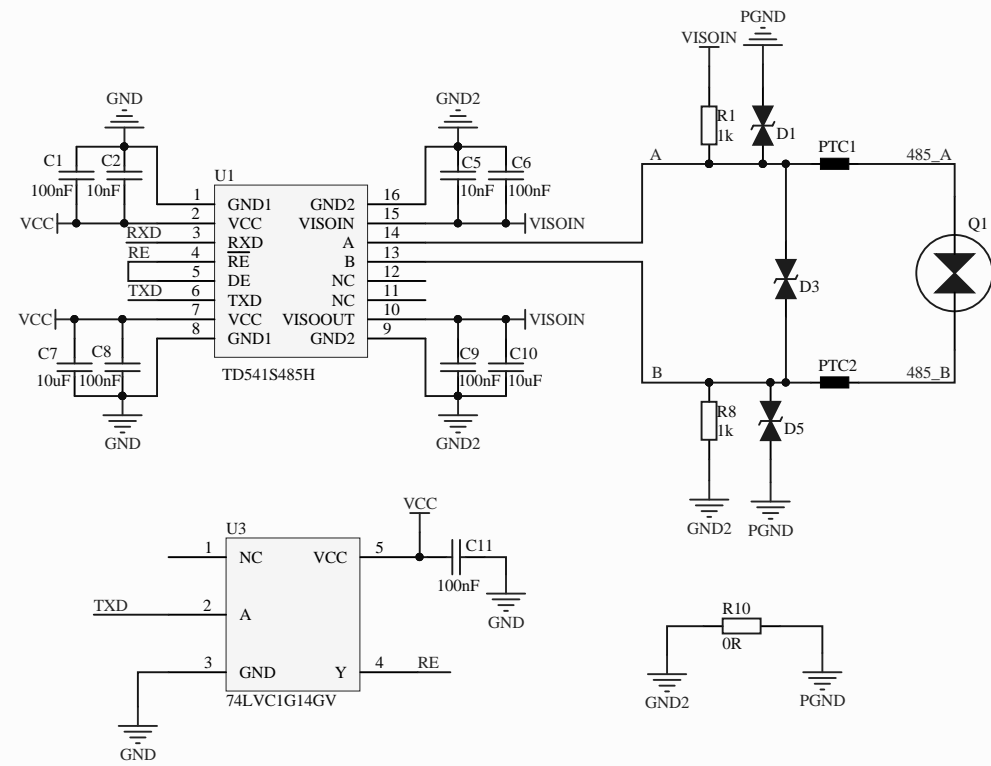 PGND
VISOIN
GND
GND2
R1
1k
D1
C1
C2
C5
C6
100nF
10nF
10nF
100nF
A
PTC1
485_A
U1
1
GND1
GND2
16
VCC
2
VCC
VISOIN
15
VISOIN
RXD
3
RXD
A
14
Q1
RE
4
RE
B
13
5
DE
NC
12
D3
TXD
6
TXD
NC
11
VCC
7
VCC
VISOOUT
10
VISOIN
8
GND1
GND2
9
C7
C8
C9
C10
10uF
100nF
100nF
10uF
TD541S485H
B
PTC2
485_B
GND
GND2
R8
1k
D5
GND2
PGND
VCC
U3
1
NC
VCC
5
C11
100nF
TXD
2
A
GND
3
GND
Y
4
RE
74LVC1G14GV
GND
R10
0R
GND2
PGND